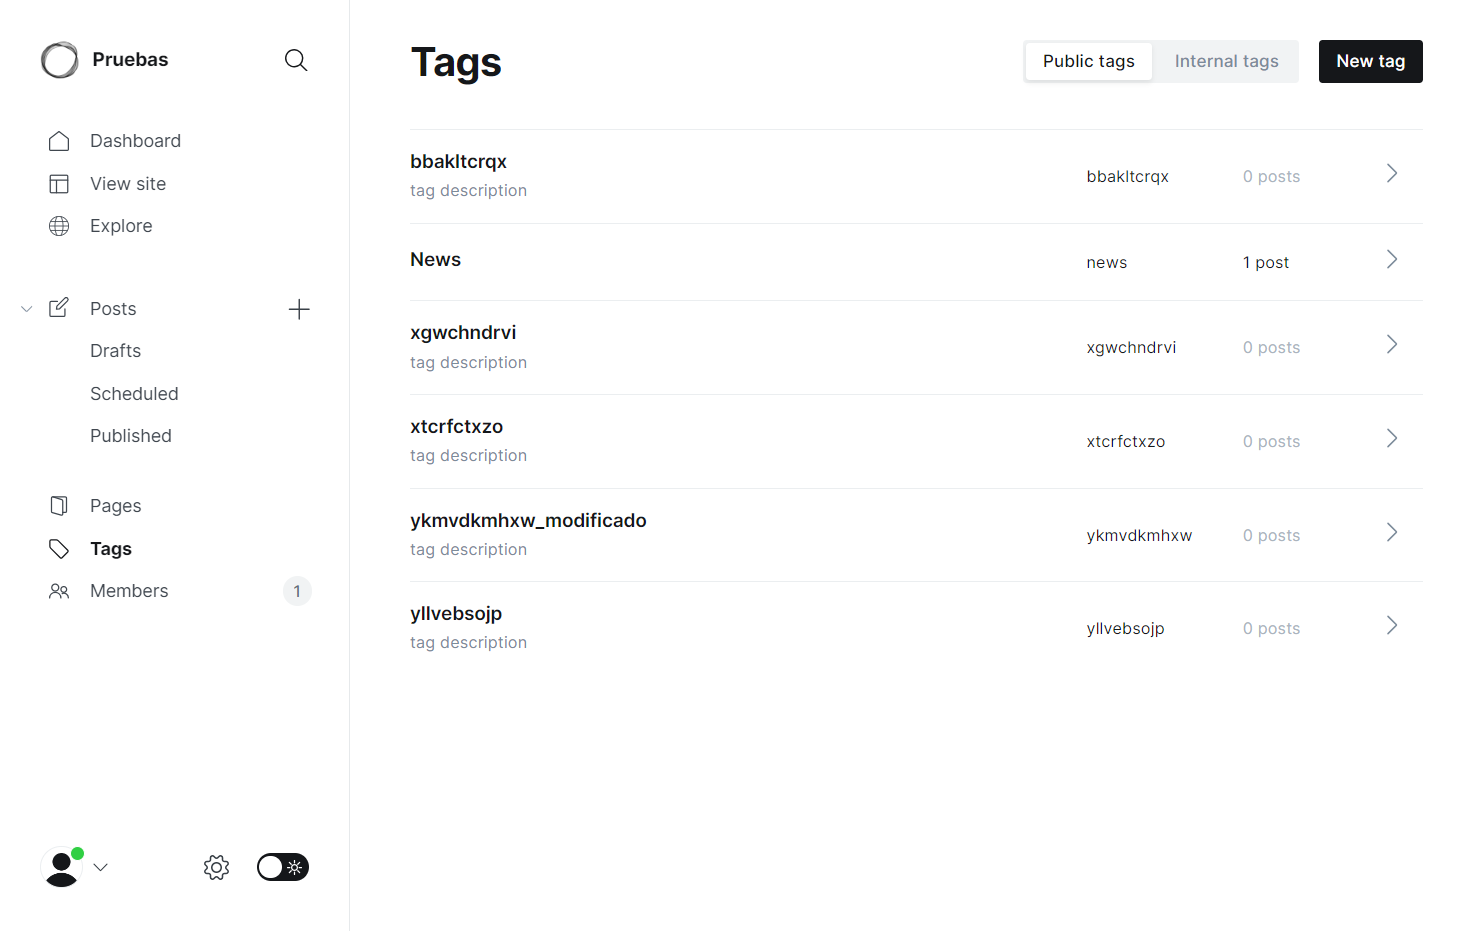 Pruebas
Dashboard
View site
Explore
Posts
Drafts
Scheduled
Published
Pages
Tags
Members 1
Tags
Public tags Internal tags New tag
bbakltcrqx
tag description
bbakltcrqx 0 posts
News
news 1 post
xgwchndrvi
tag description
xgwchndrvi 0 posts
xtcrfctxzo
tag description
xtcrfctxzo 0 posts
ykmvdkmhxw_modificado
tag description
ykmvdkmhxw 0 posts
yllvebsojp
tag description
yllvebsojp 0 posts